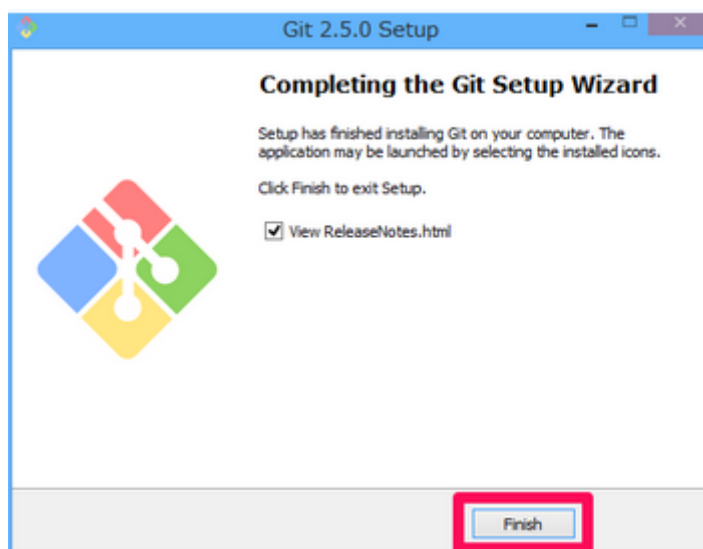 Git 2.5.0 Setup
Completing the Git Setup Wizard
Setup has finished installing Git on your computer. The
application may be launched by selecting the installed icons.
Click Finish to exit Setup.
View ReleaseNotes.html
Finish